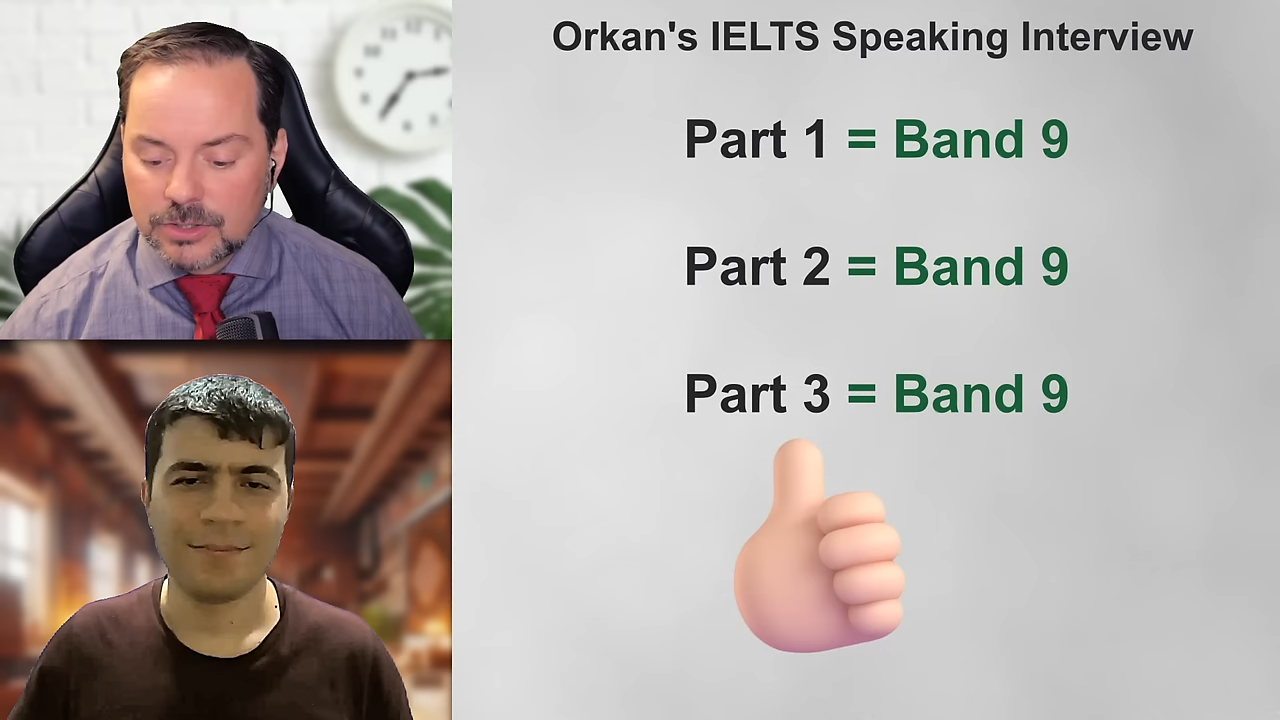 Orkan's IELTS Speaking Interview
Part 1 = Band 9
Part 2 = Band 9
Part 3 = Band 9